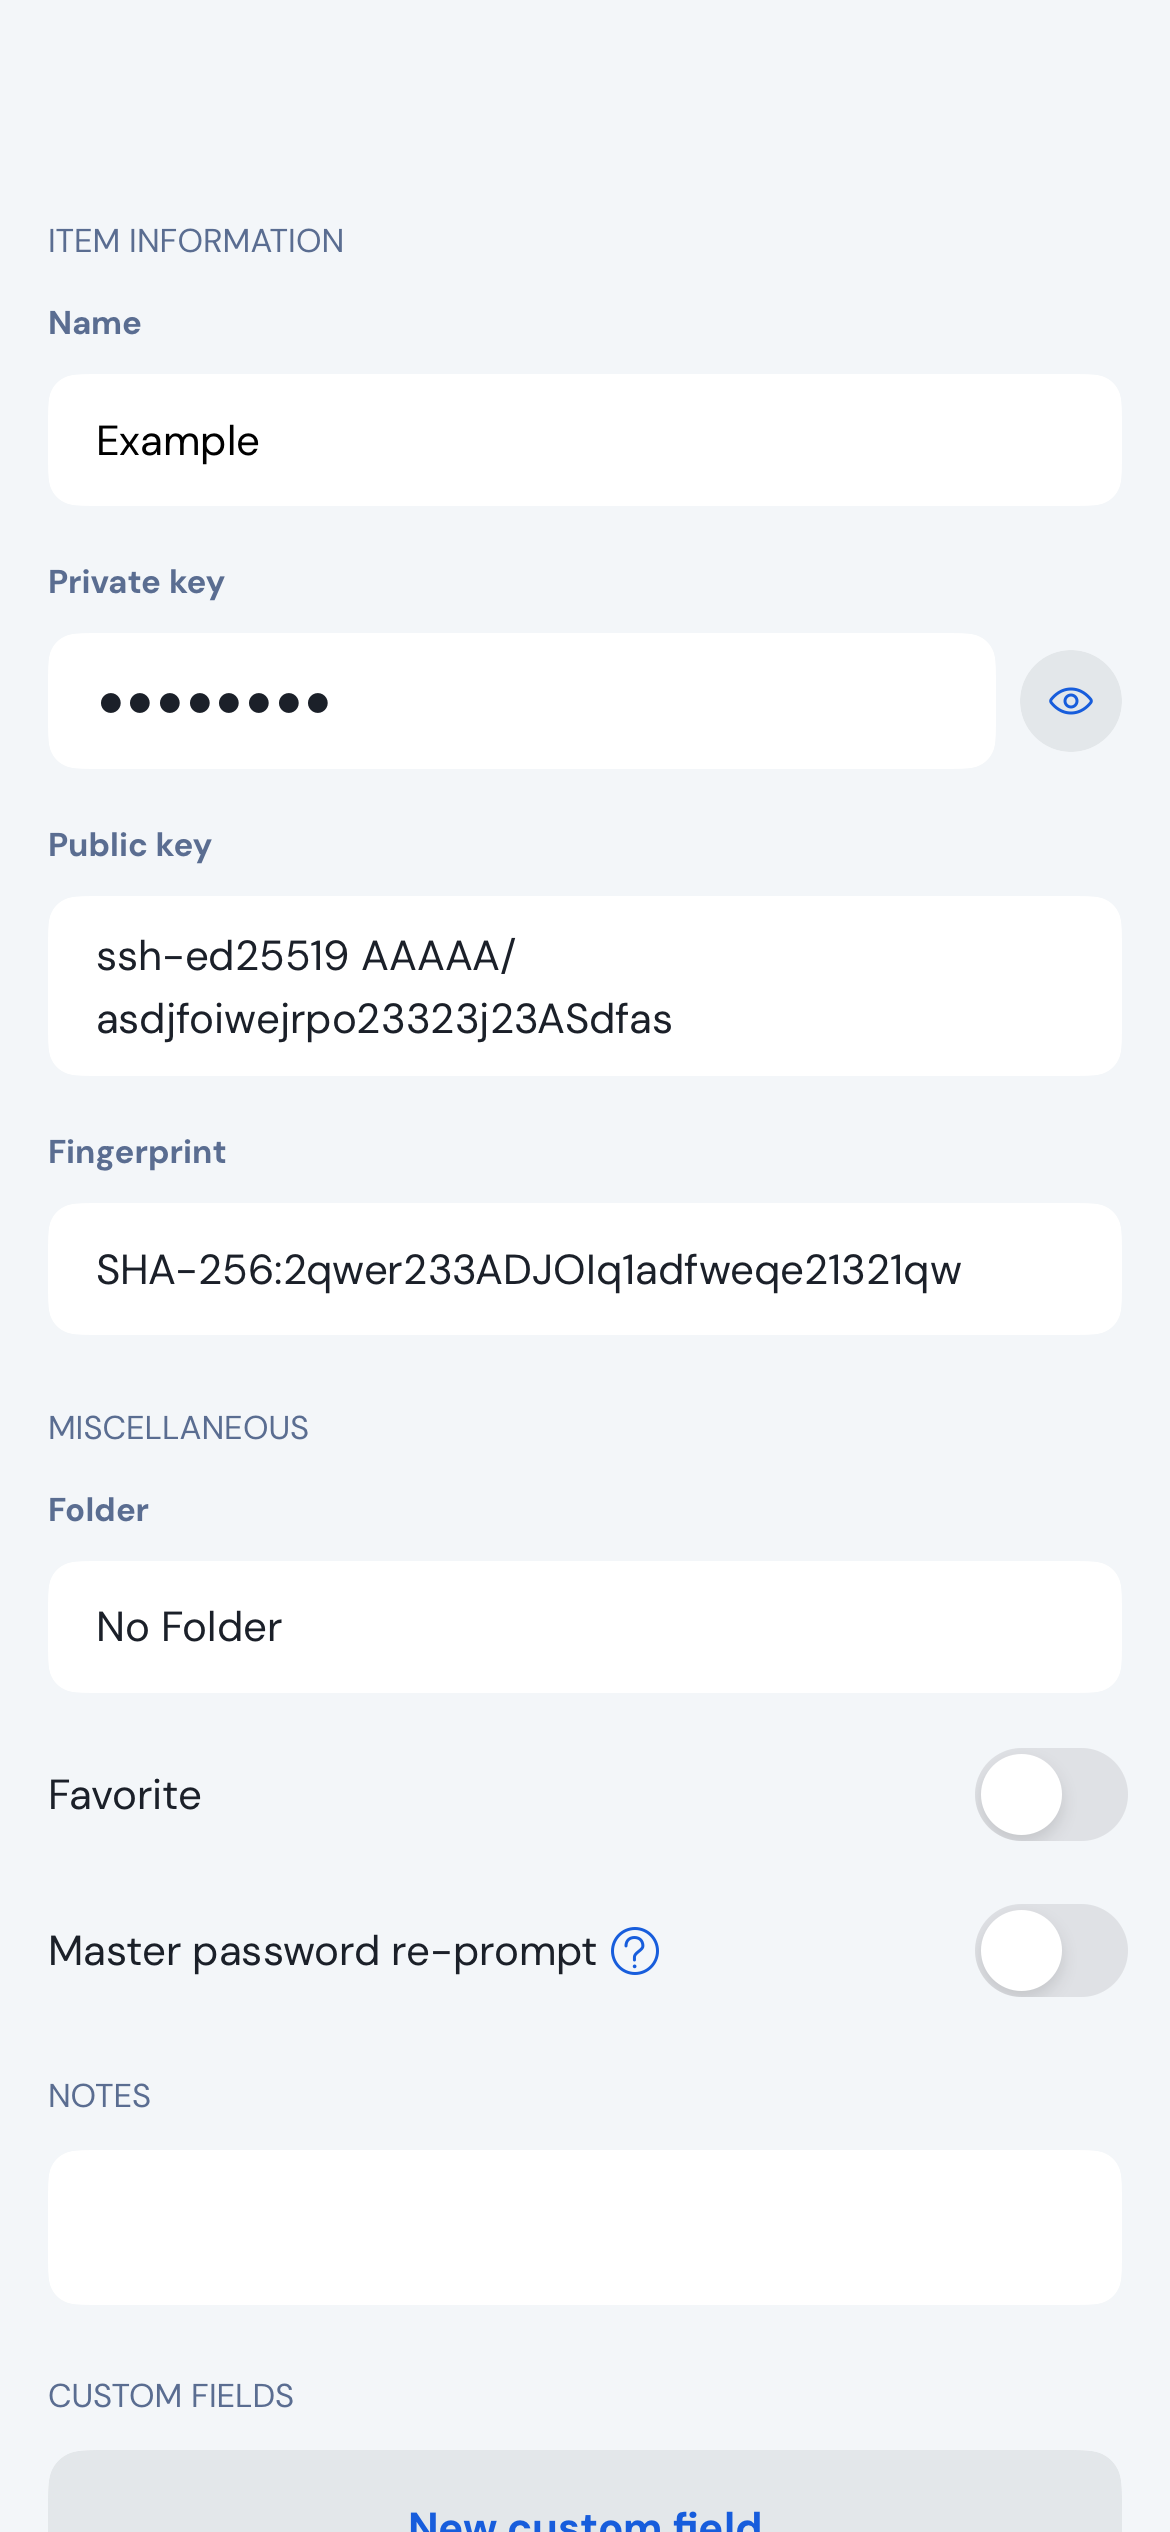 ITEM INFORMATION
Name
Example
Private key
●●●●●●●●
Public key
ssh-ed25519 AAAAA/
asdjfoiwejrpo23323j23ASdfas
Fingerprint
SHA-256:2qwer233ADJOIq1adfweqe21321qw
MISCELLANEOUS
Folder
No Folder
Favorite
Master password re-prompt
NOTES
CUSTOM FIELDS
New custom field